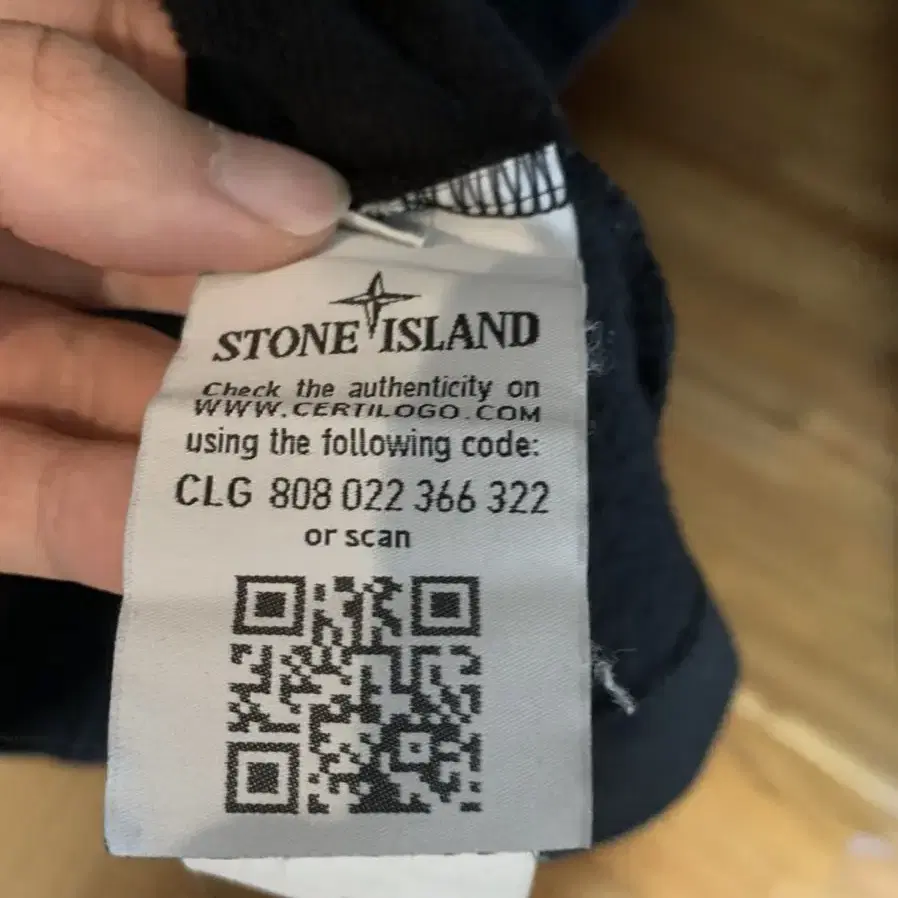 STONE ISLAND
Check the authenticity on
WWW.CERTILOGO.COM
using the following code:
CLG 808 022 366 322
or scan